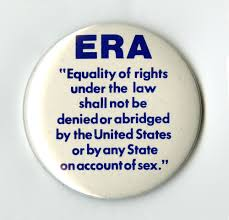 ERA
"Equality of rights
under the law
shall not be
denied or abridged
by the United States
or by any State
on account of sex."